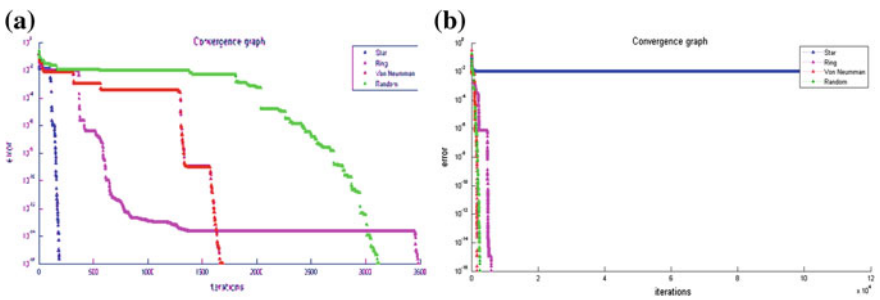 (a)
Convergence graph
Star
Ring
Von Neumman
Random
error
0
500
1000
1500
2000
2500
3000
3500
iterations
(b)
Convergence graph
Star
Ring
Von Neumman
Random
error
0
2
4
6
8
10
12
iterations
x 10^4